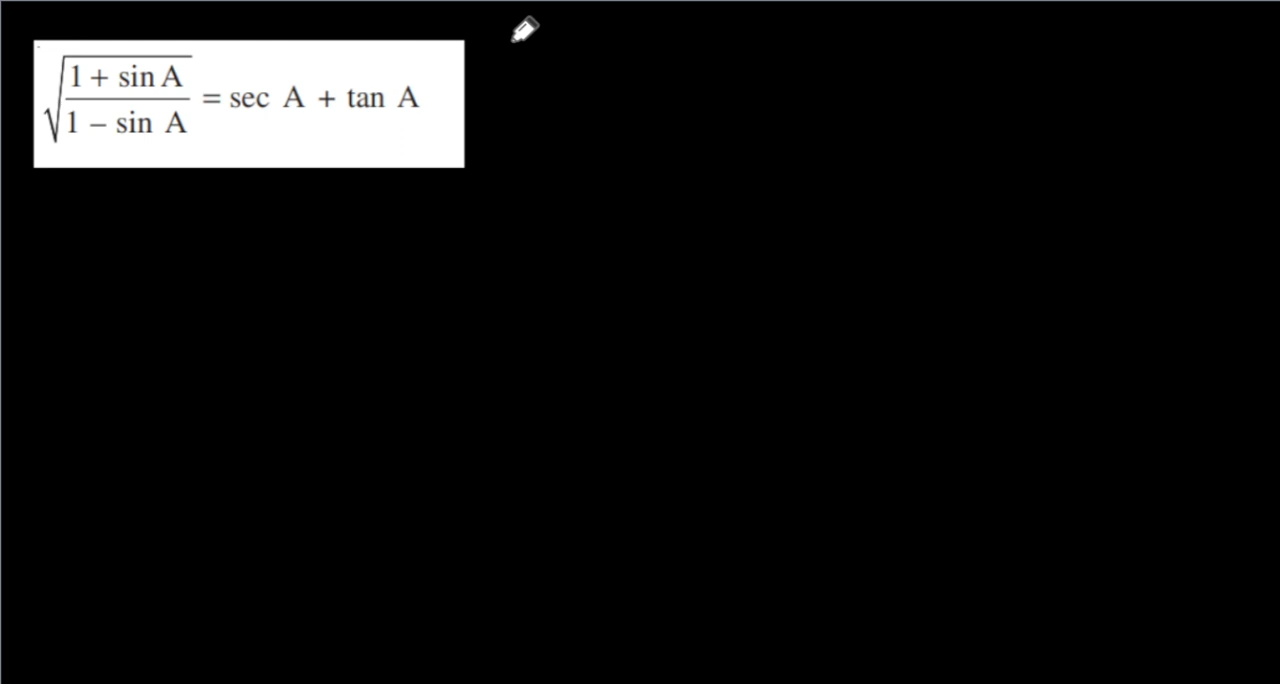 √((1 + sin A)/(1 – sin A)) = sec A + tan A